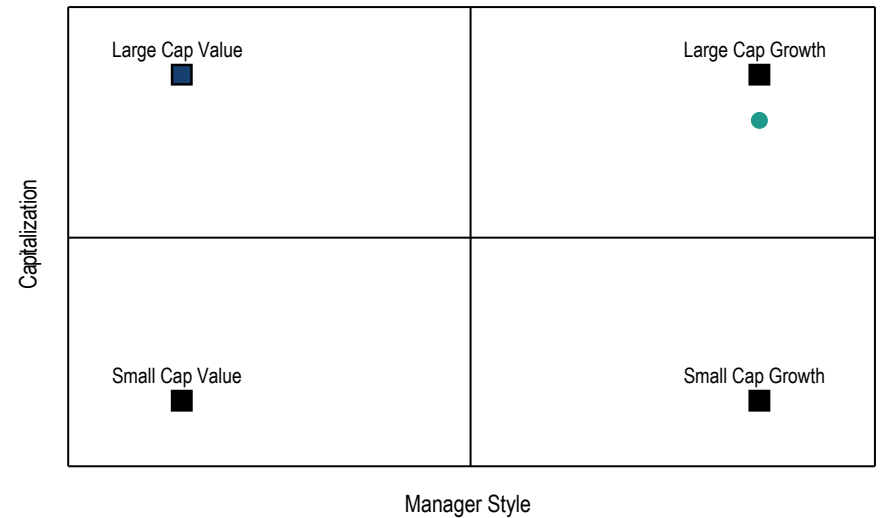 Large Cap Value
Large Cap Growth
Capitalization
Small Cap Value
Small Cap Growth
Manager Style